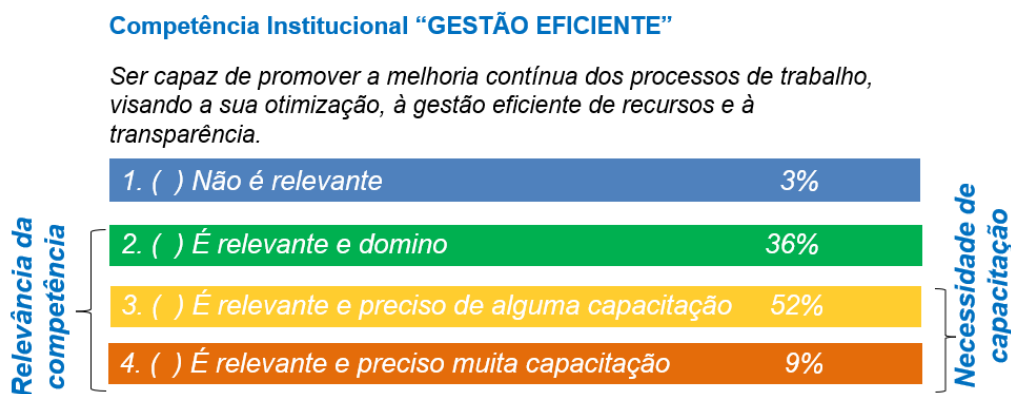 Competência Institucional “GESTÃO EFICIENTE”
Ser capaz de promover a melhoria contínua dos processos de trabalho,
visando a sua otimização, à gestão eficiente de recursos e à
transparência.
1. ( ) Não é relevante 3%
2. ( ) É relevante e domino 36%
3. ( ) É relevante e preciso de alguma capacitação 52%
4. ( ) É relevante e preciso muita capacitação 9%
Relevância da
competência
Necessidade de
capacitação